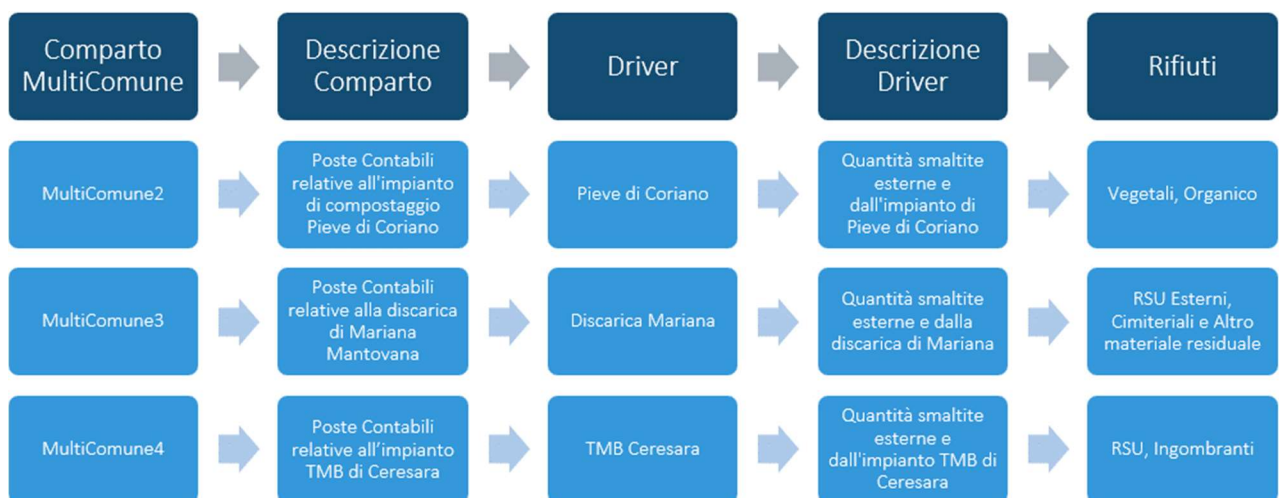 Comparto
MultiComune
Descrizione
Comparto
Driver
Descrizione
Driver
Rifiuti
MultiComune2
Poste Contabili
relative all'impianto
di compostaggio
Pieve di Coriano
Pieve di Coriano
Quantità smaltite
esterne e
dall'impianto di
Pieve di Coriano
Vegetali, Organico
MultiComune3
Poste Contabili
relative alla discarica
di Mariana
Mantovana
Discarica Mariana
Quantità smaltite
esterne e dalla
discarica di Mariana
RSU Esterni,
Cimiteriali e Altro
materiale residuale
MultiComune4
Poste Contabili
relative all’impianto
TMB di Ceresara
TMB Ceresara
Quantità smaltite
esterne e
dall'impianto TMB di
Ceresara
RSU, Ingombranti